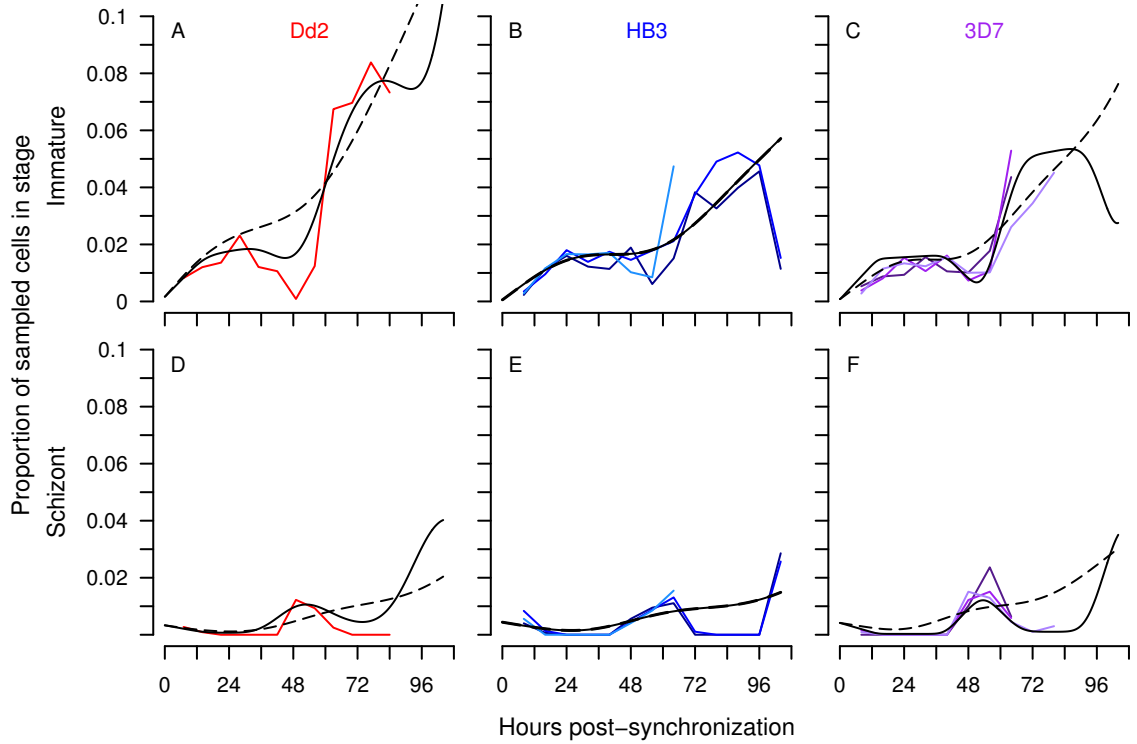 Proportion of sampled cells in stage
Immature
Schizont
A
Dd2
B
HB3
C
3D7
0.1
0.08
0.06
0.04
0.02
0
D
E
F
0.1
0.08
0.06
0.04
0.02
0 24 48 72 96
0 24 48 72 96
0 24 48 72 96
Hours post−synchronization